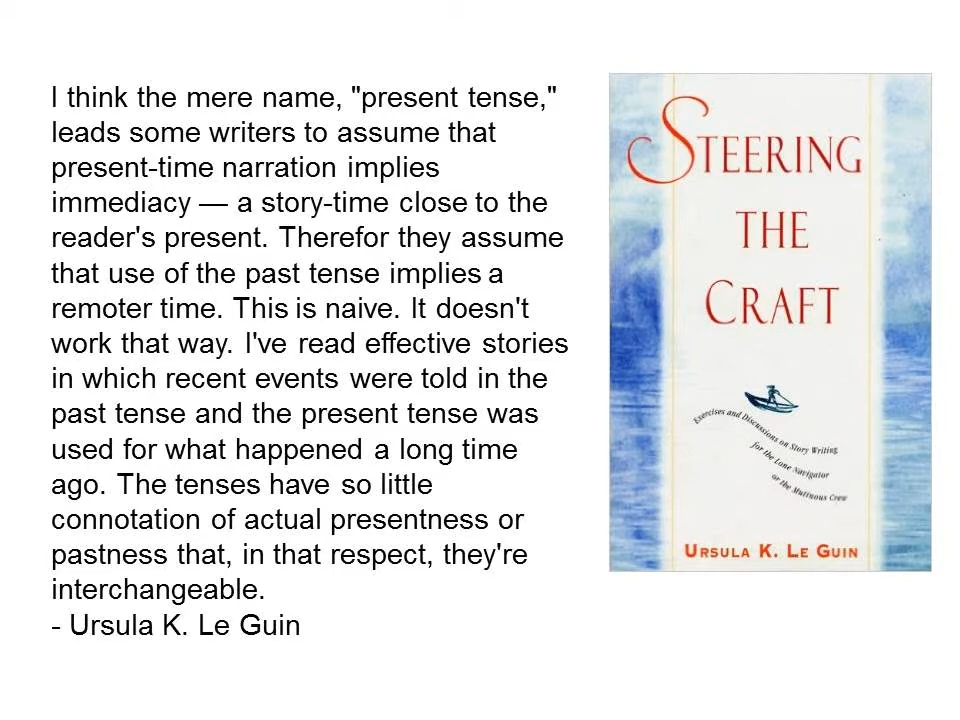 I think the mere name, "present tense,"
leads some writers to assume that
present-time narration implies
immediacy — a story-time close to the
reader's present. Therefor they assume
that use of the past tense implies a
remoter time. This is naive. It doesn't
work that way. I've read effective stories
in which recent events were told in the
past tense and the present tense was
used for what happened a long time
ago. The tenses have so little
connotation of actual presentness or
pastness that, in that respect, they're
interchangeable.
- Ursula K. Le Guin
STEERING
THE
CRAFT
Exercises and Discussions on Story Writing
for the Lone Navigator
or the Mutinous Crew
URSULA K. LE GUIN